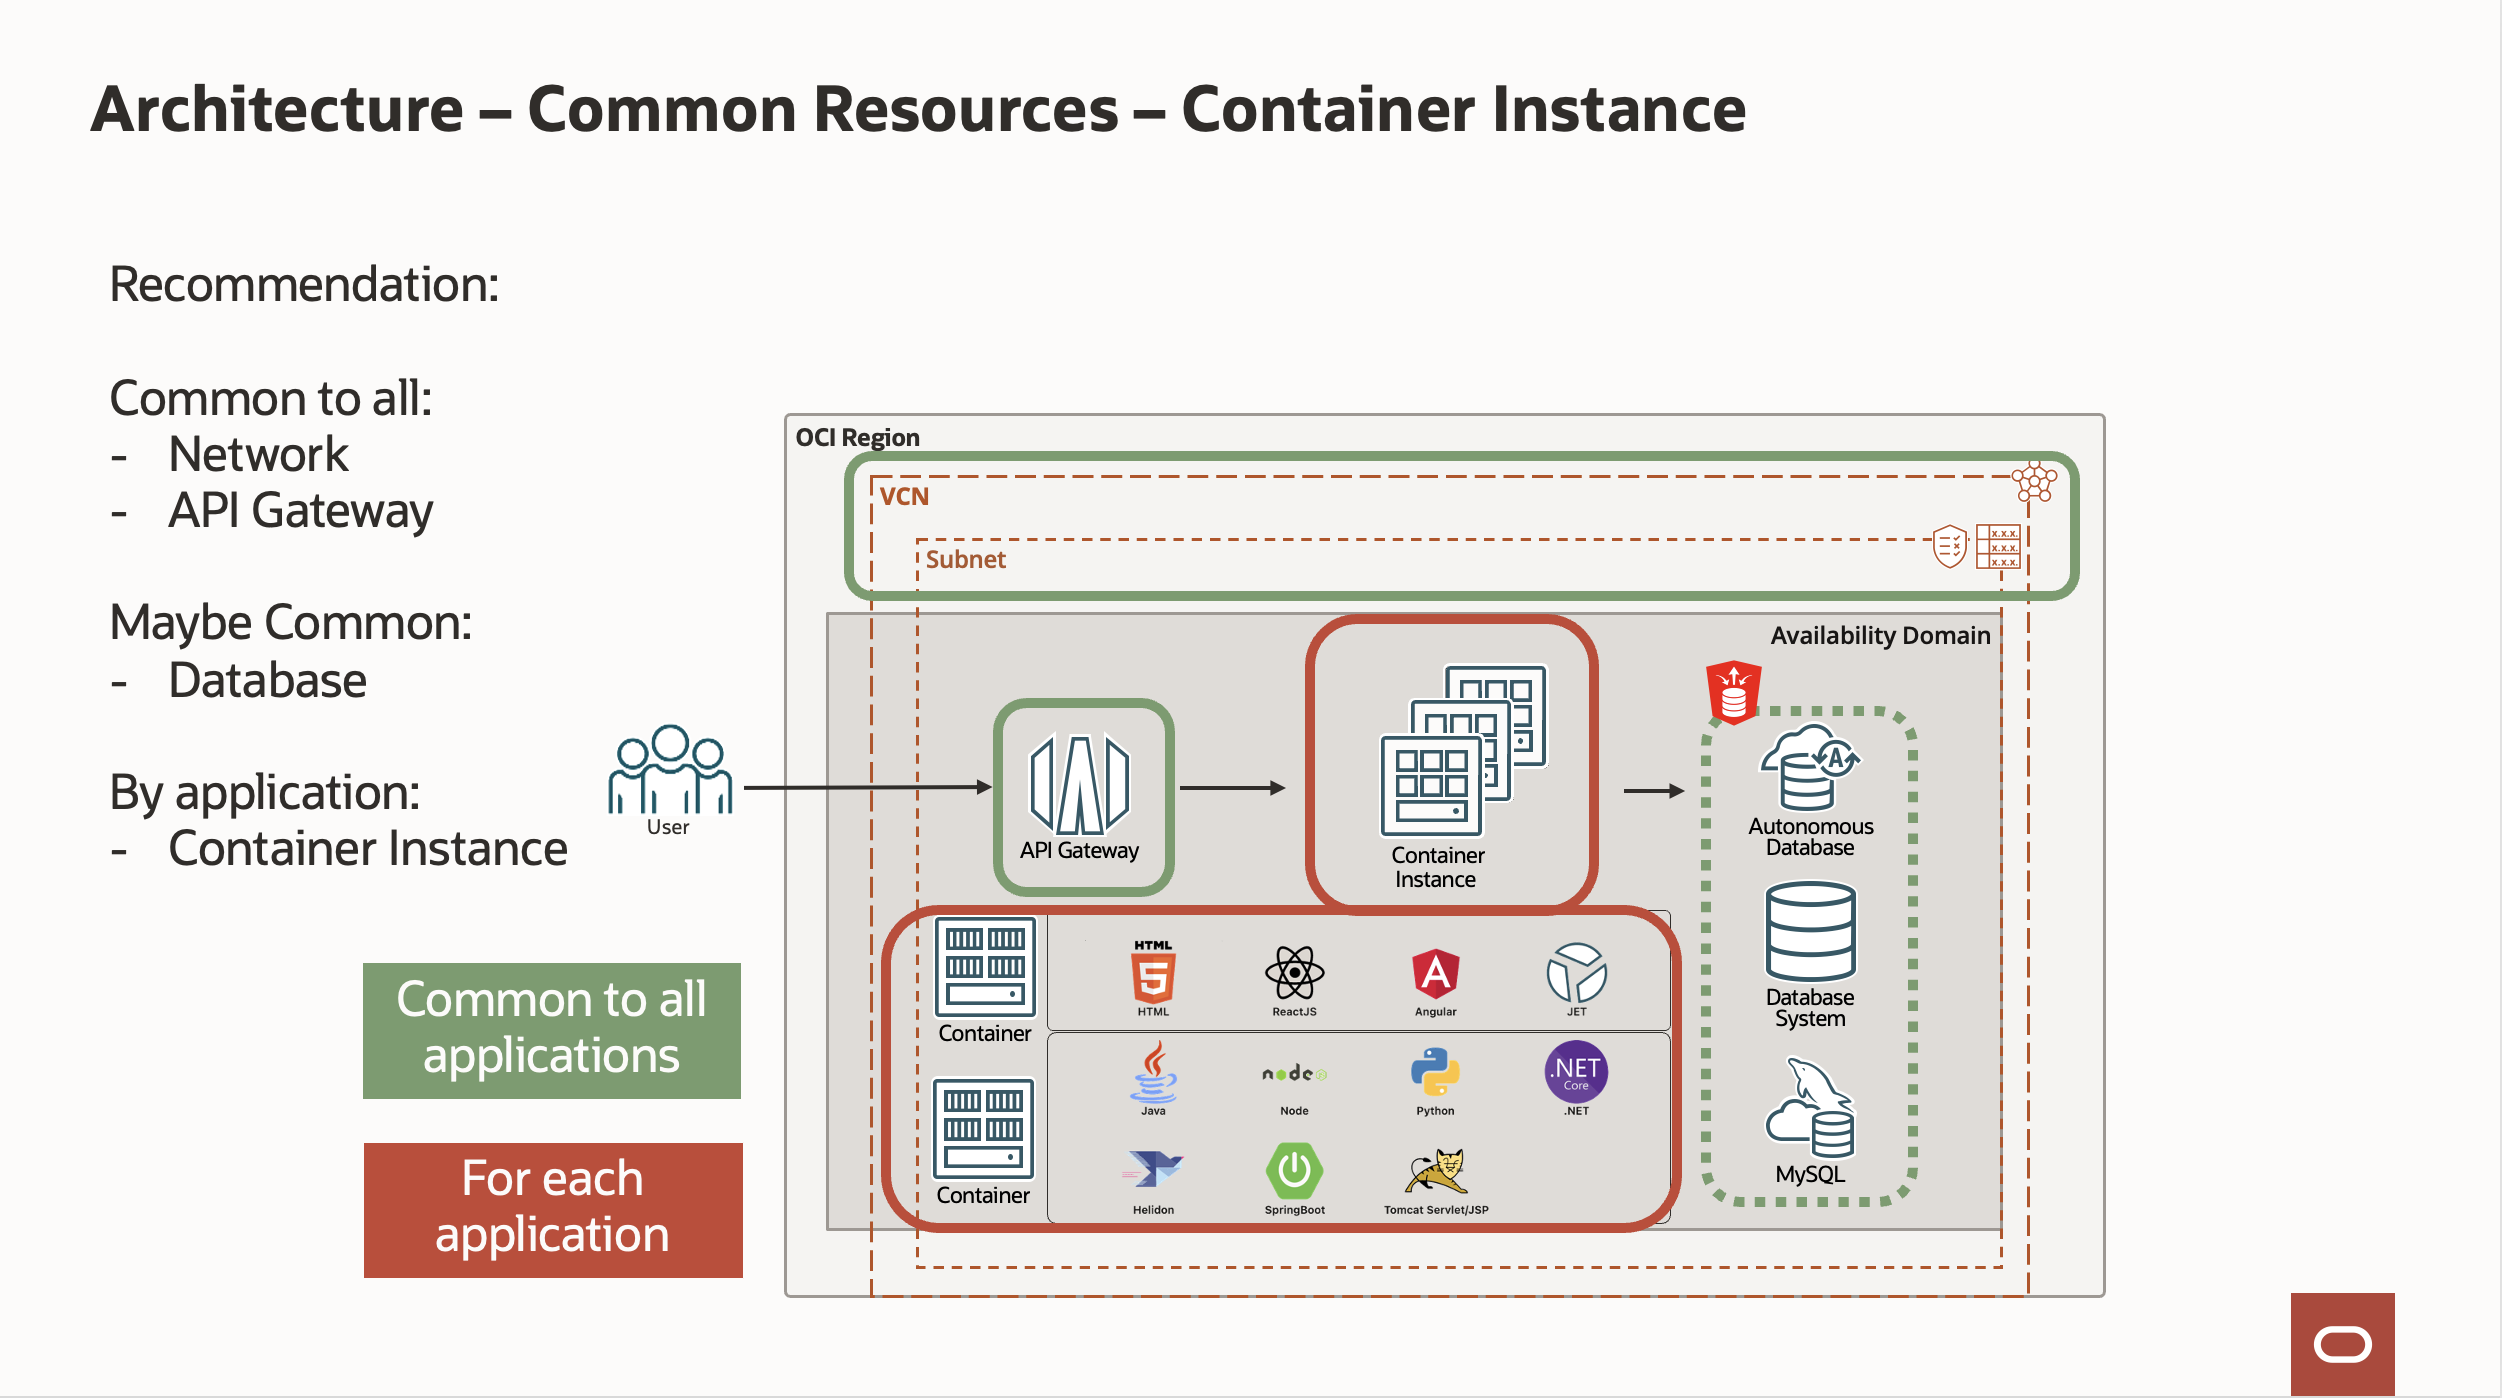 Architecture – Common Resources – Container Instance
Recommendation:
Common to all:
- Network
- API Gateway
Maybe Common:
- Database
By application:
- Container Instance
Common to all
applications
For each
application
User
OCI Region
VCN
Subnet
x.x.x.
x.x.x.
x.x.x.
Availability Domain
API Gateway
Container
Instance
A
Autonomous
Database
Database
System
MySQL
Container
HTML
5
HTML
ReactJS
A
Angular
JET
Container
Java
node
Node
Python
.NET
Core
.NET
Helidon
SpringBoot
Tomcat Servlet/JSP